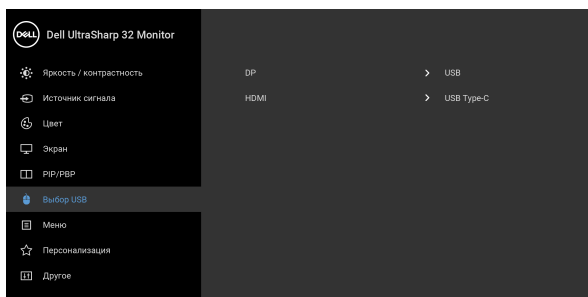 DELL Dell UltraSharp 32 Monitor
Яркость / контрастность
DP USB
Источник сигнала
HDMI USB Type-C
Цвет
Экран
PIP/PBP
Выбор USB
Меню
Персонализация
Другое